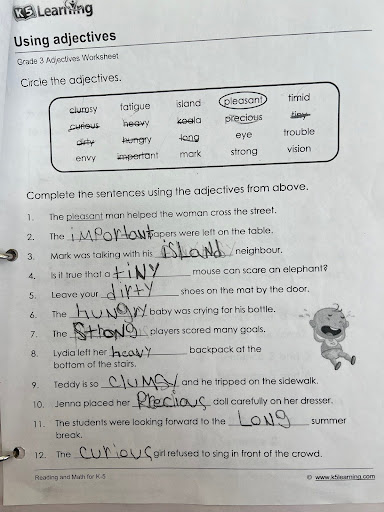 K5 Learning
Using adjectives
Grade 3 Adjectives Worksheet
Circle the adjectives.
clumsy fatigue island pleasant timid
curious heavy koala precious tiny
dirty hungry long eye trouble
envy important mark strong vision
Complete the sentences using the adjectives from above.
1. The pleasant man helped the woman cross the street.
2. The important papers were left on the table.
3. Mark was talking with his island neighbour.
4. Is it true that a tiny mouse can scare an elephant?
5. Leave your dirty shoes on the mat by the door.
6. The hungry baby was crying for his bottle.
7. The Strong players scored many goals.
8. Lydia left her heavy backpack at the
bottom of the stairs.
9. Teddy is so clumsy and he tripped on the sidewalk.
10. Jenna placed her Precious doll carefully on her dresser.
11. The students were looking forward to the Long summer
break.
12. The curious girl refused to sing in front of the crowd.
Reading and Math for K-5 © www.k5learning.com